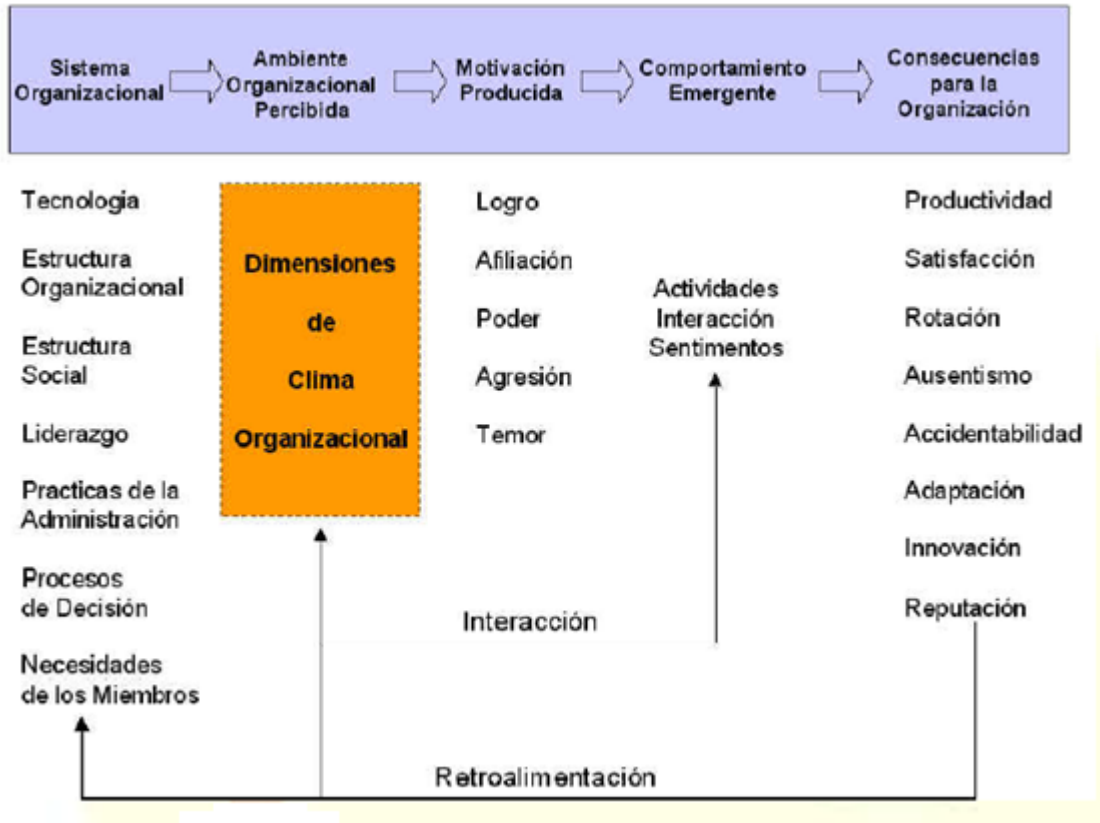 Sistema
Organizacional
Ambiente
Organizacional
Percibida
Motivación
Producida
Comportamiento
Emergente
Consecuencias
para la
Organización
Tecnologia
Estructura
Organizacional
Estructura
Social
Liderazgo
Practicas de la
Administración
Procesos
de Decisión
Necesidades
de los Miembros
Dimensiones
de
Clima
Organizacional
Logro
Afiliación
Poder
Agresión
Temor
Actividades
Interacción
Sentimentos
Productividad
Satisfacción
Rotación
Ausentismo
Accidentabilidad
Adaptación
Innovación
Reputación
Interacción
Retroalimentación